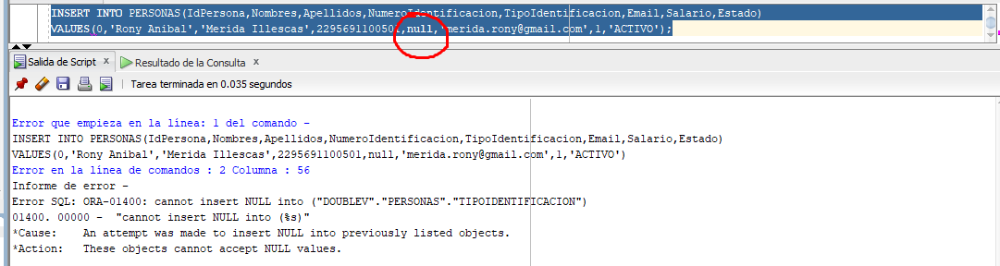 INSERT INTO PERSONAS(IdPersona,Nombres,Apellidos,NumeroIdentificacion,TipoIdentificacion,Email,Salario,Estado)
VALUES(0,'Rony Anibal','Merida Illescas',2295691100501,null,'merida.rony@gmail.com',1,'ACTIVO');
Salida de Script x Resultado de la Consulta x
Tarea terminada en 0.035 segundos
Error que empieza en la línea: 1 del comando -
INSERT INTO PERSONAS(IdPersona,Nombres,Apellidos,NumeroIdentificacion,TipoIdentificacion,Email,Salario,Estado)
VALUES(0,'Rony Anibal','Merida Illescas',2295691100501,null,'merida.rony@gmail.com',1,'ACTIVO')
Error en la línea de comandos : 2 Columna : 56
Informe de error -
Error SQL: ORA-01400: cannot insert NULL into ("DOUBLEV"."PERSONAS"."TIPOIDENTIFICACION")
01400. 00000 -  "cannot insert NULL into (%s)"
*Cause:    An attempt was made to insert NULL into previously listed objects.
*Action:   These objects cannot accept NULL values.